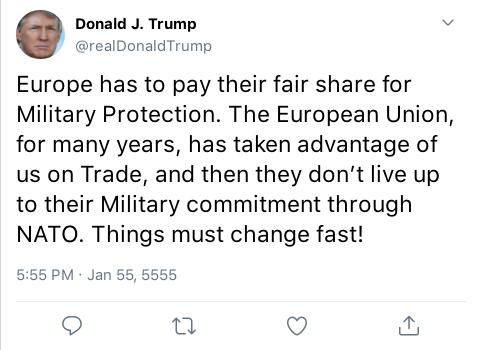 Donald J. Trump
@realDonaldTrump
Europe has to pay their fair share for
Military Protection. The European Union,
for many years, has taken advantage of
us on Trade, and then they don’t live up
to their Military commitment through
NATO. Things must change fast!
5:55 PM · Jan 55, 5555